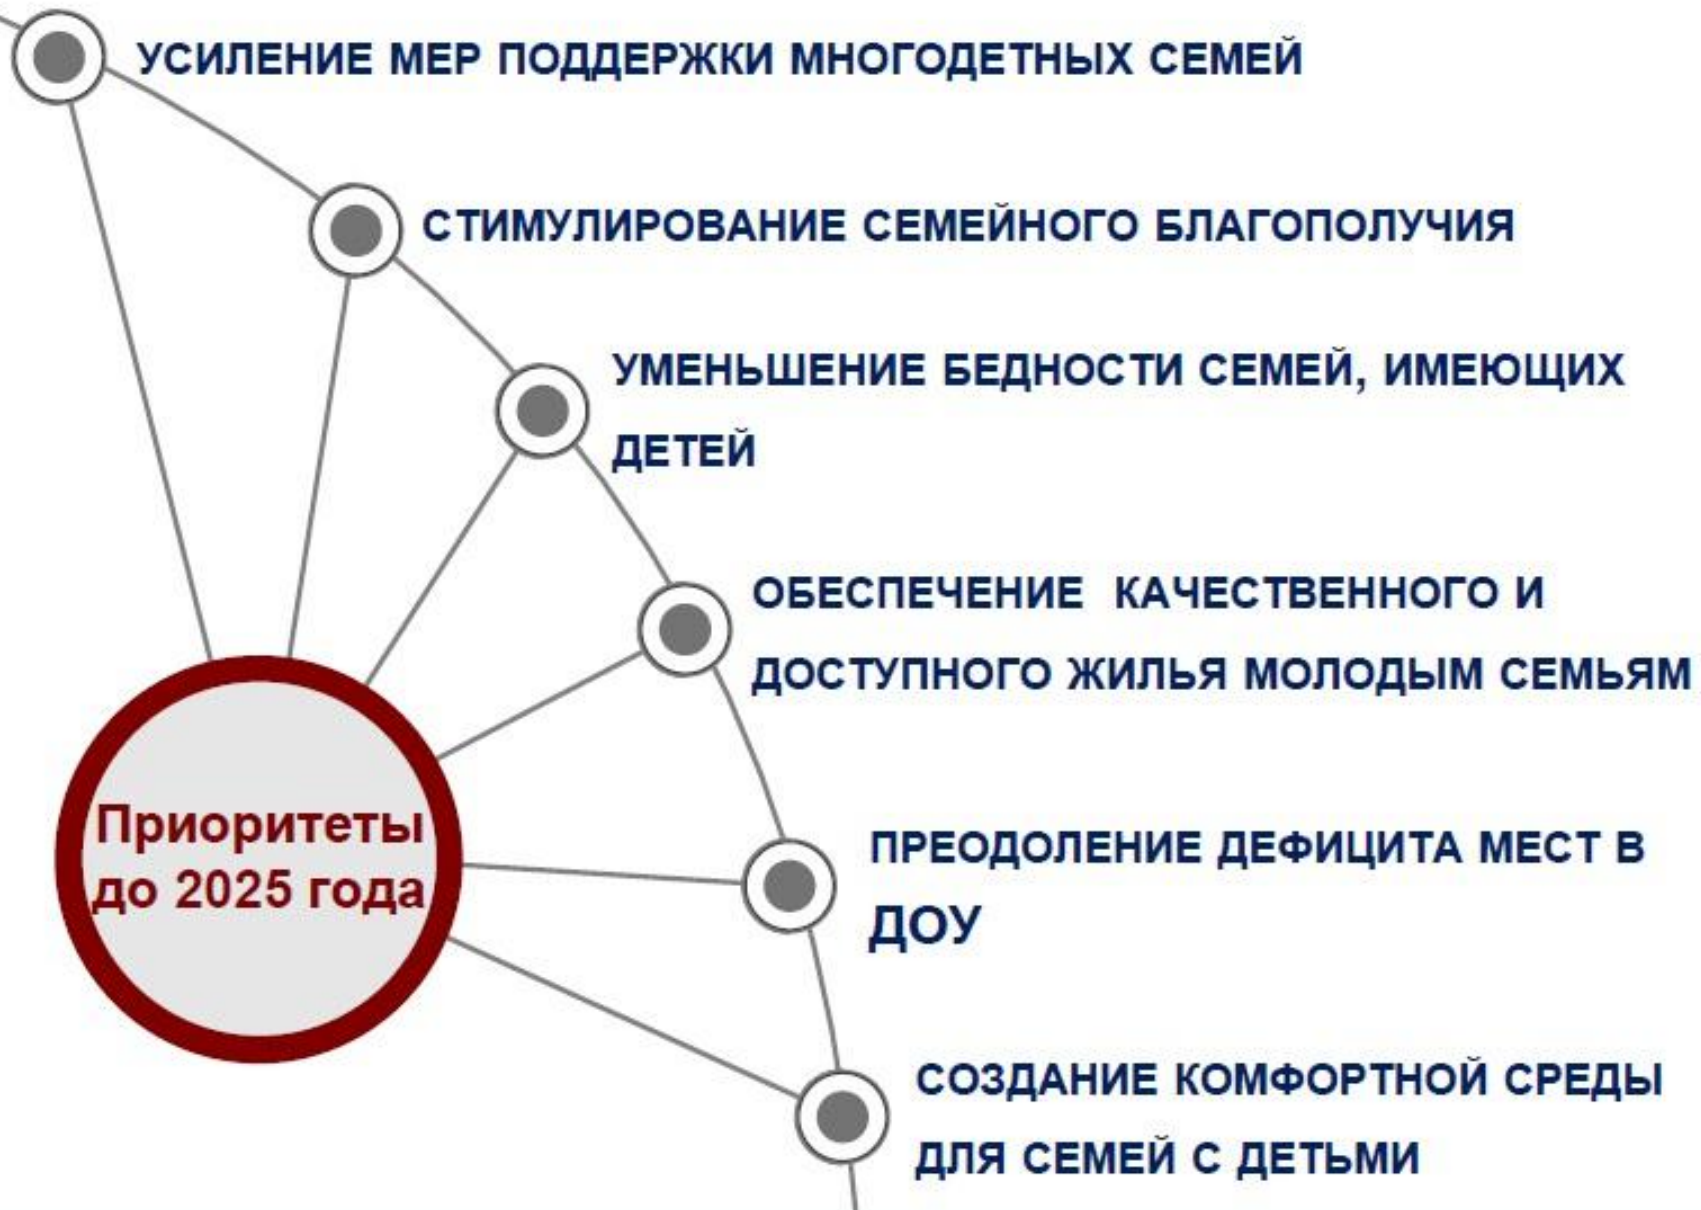 УСИЛЕНИЕ МЕР ПОДДЕРЖКИ МНОГОДЕТНЫХ СЕМЕЙ
СТИМУЛИРОВАНИЕ СЕМЕЙНОГО БЛАГОПОЛУЧИЯ
УМЕНЬШЕНИЕ БЕДНОСТИ СЕМЕЙ, ИМЕЮЩИХ
ДЕТЕЙ
ОБЕСПЕЧЕНИЕ КАЧЕСТВЕННОГО И
ДОСТУПНОГО ЖИЛЬЯ МОЛОДЫМ СЕМЬЯМ
Приоритеты
до 2025 года
ПРЕОДОЛЕНИЕ ДЕФИЦИТА МЕСТ В
ДОУ
СОЗДАНИЕ КОМФОРТНОЙ СРЕДЫ
ДЛЯ СЕМЕЙ С ДЕТЬМИ